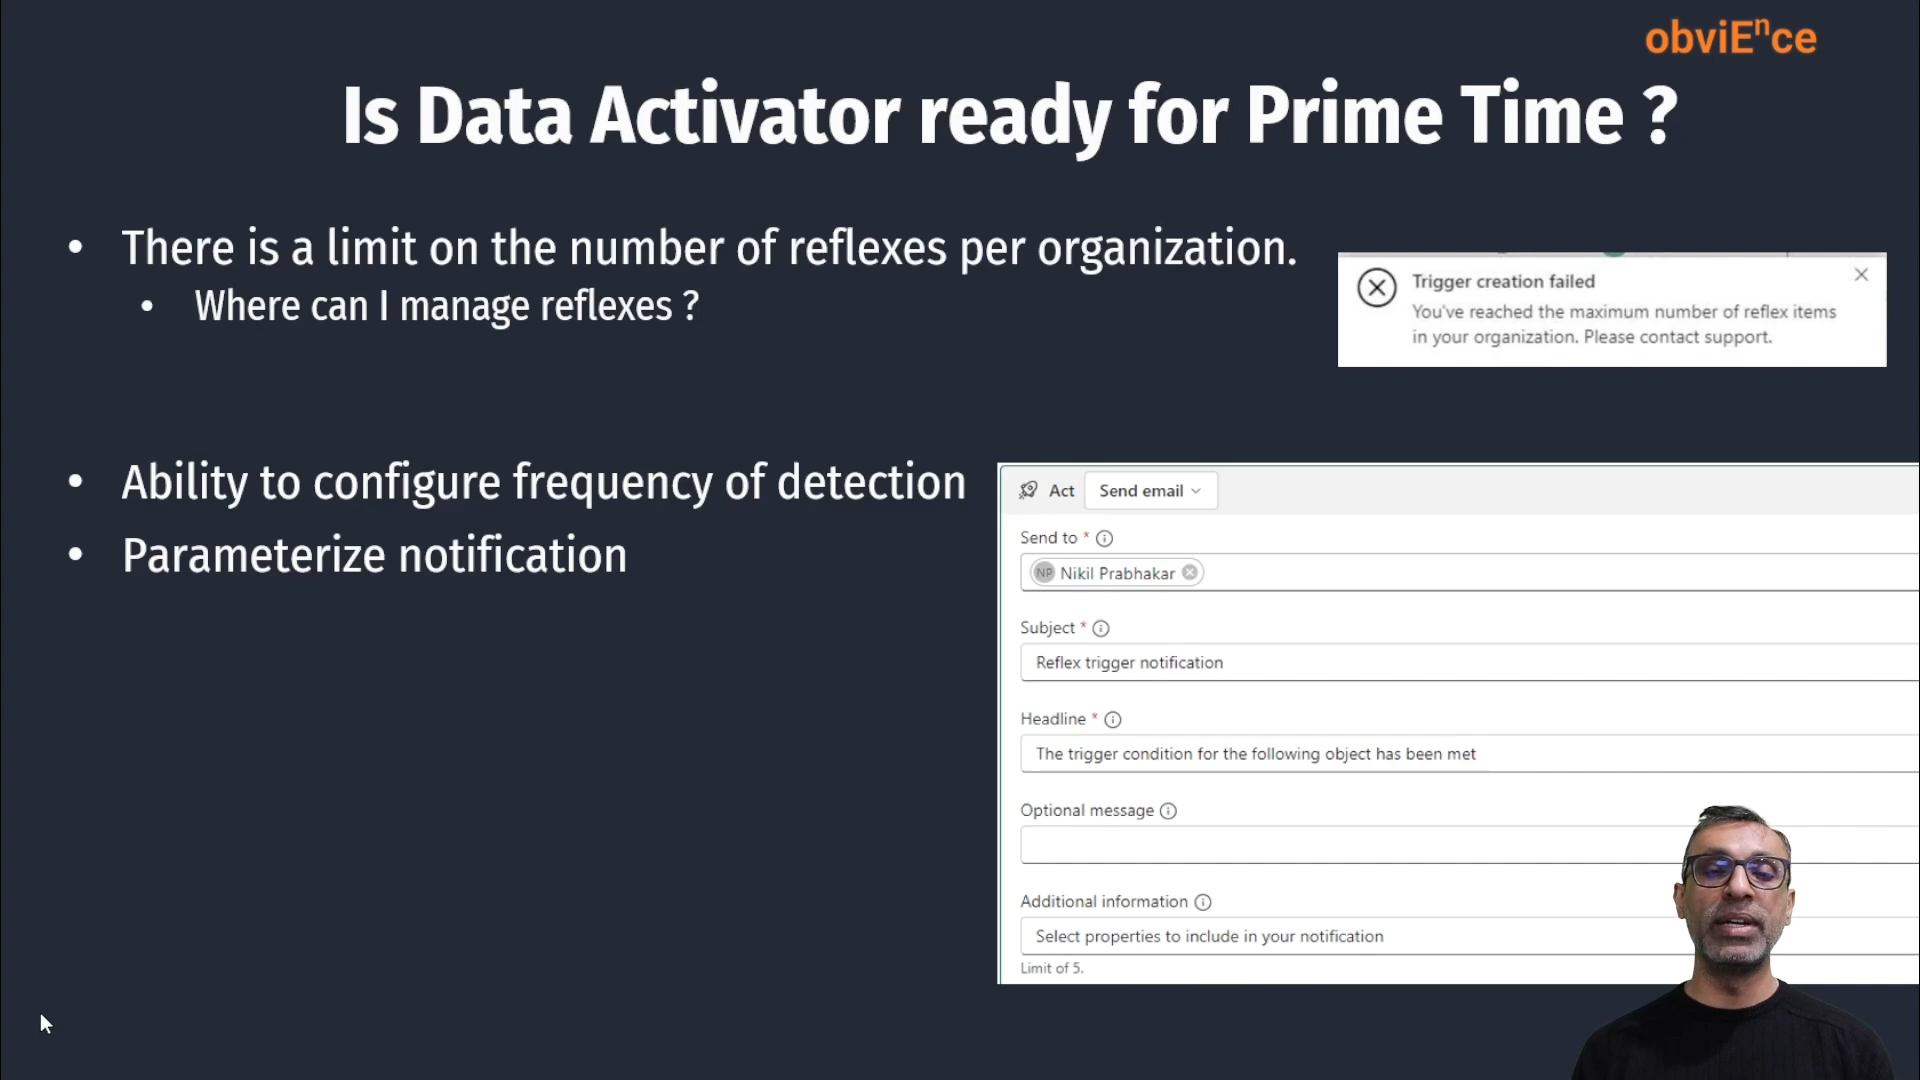 obviEnce
Is Data Activator ready for Prime Time ?
• There is a limit on the number of reflexes per organization.
• Where can I manage reflexes ?
Trigger creation failed
You've reached the maximum number of reflex items
in your organization. Please contact support.
• Ability to configure frequency of detection
• Parameterize notification
Act Send email
Send to *
NP Nikil Prabhakar
Subject *
Reflex trigger notification
Headline *
The trigger condition for the following object has been met
Optional message
Additional information
Select properties to include in your notification
Limit of 5.